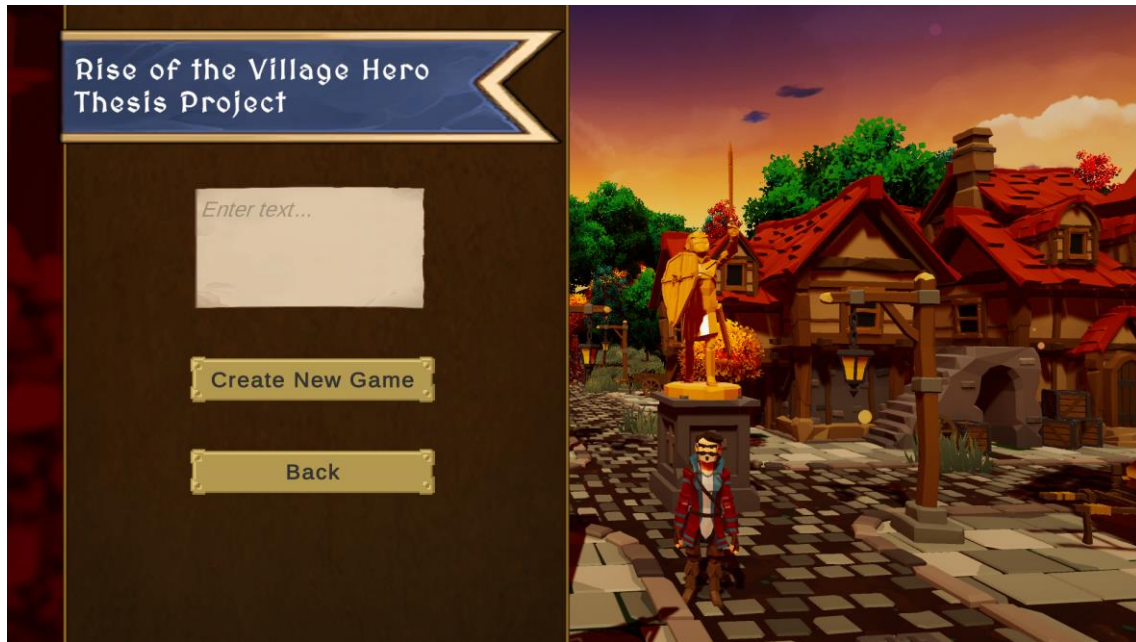 Rise of the Village Hero
Thesis Project
Enter text...
Create New Game
Back